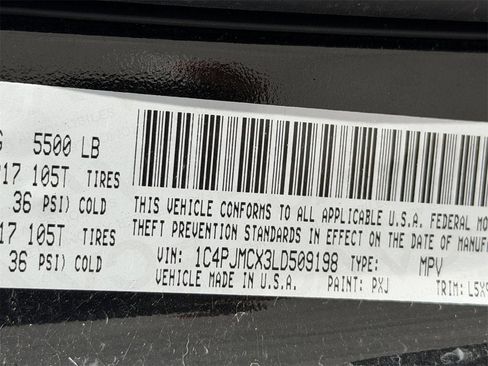 5500 LB
17 105T TIRES
36 PSI) COLD
17 105T TIRES
36 PSI) COLD
THIS VEHICLE CONFORMS TO ALL APPLICABLE U.S.A. FEDERAL
THEFT PREVENTION STANDARDS IN EFFECT ON THE DATE OF
VIN: 1C4PJMCX3LD509198 TYPE: MPV
VEHICLE MADE IN U.S.A. PAINT: PXJ TRIM: